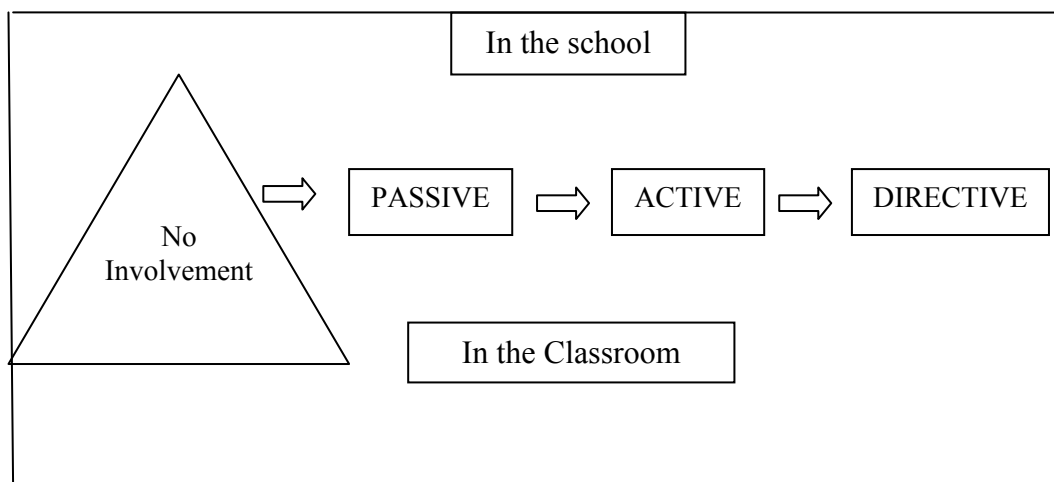 In the school
No
Involvement
PASSIVE
ACTIVE
DIRECTIVE
In the Classroom